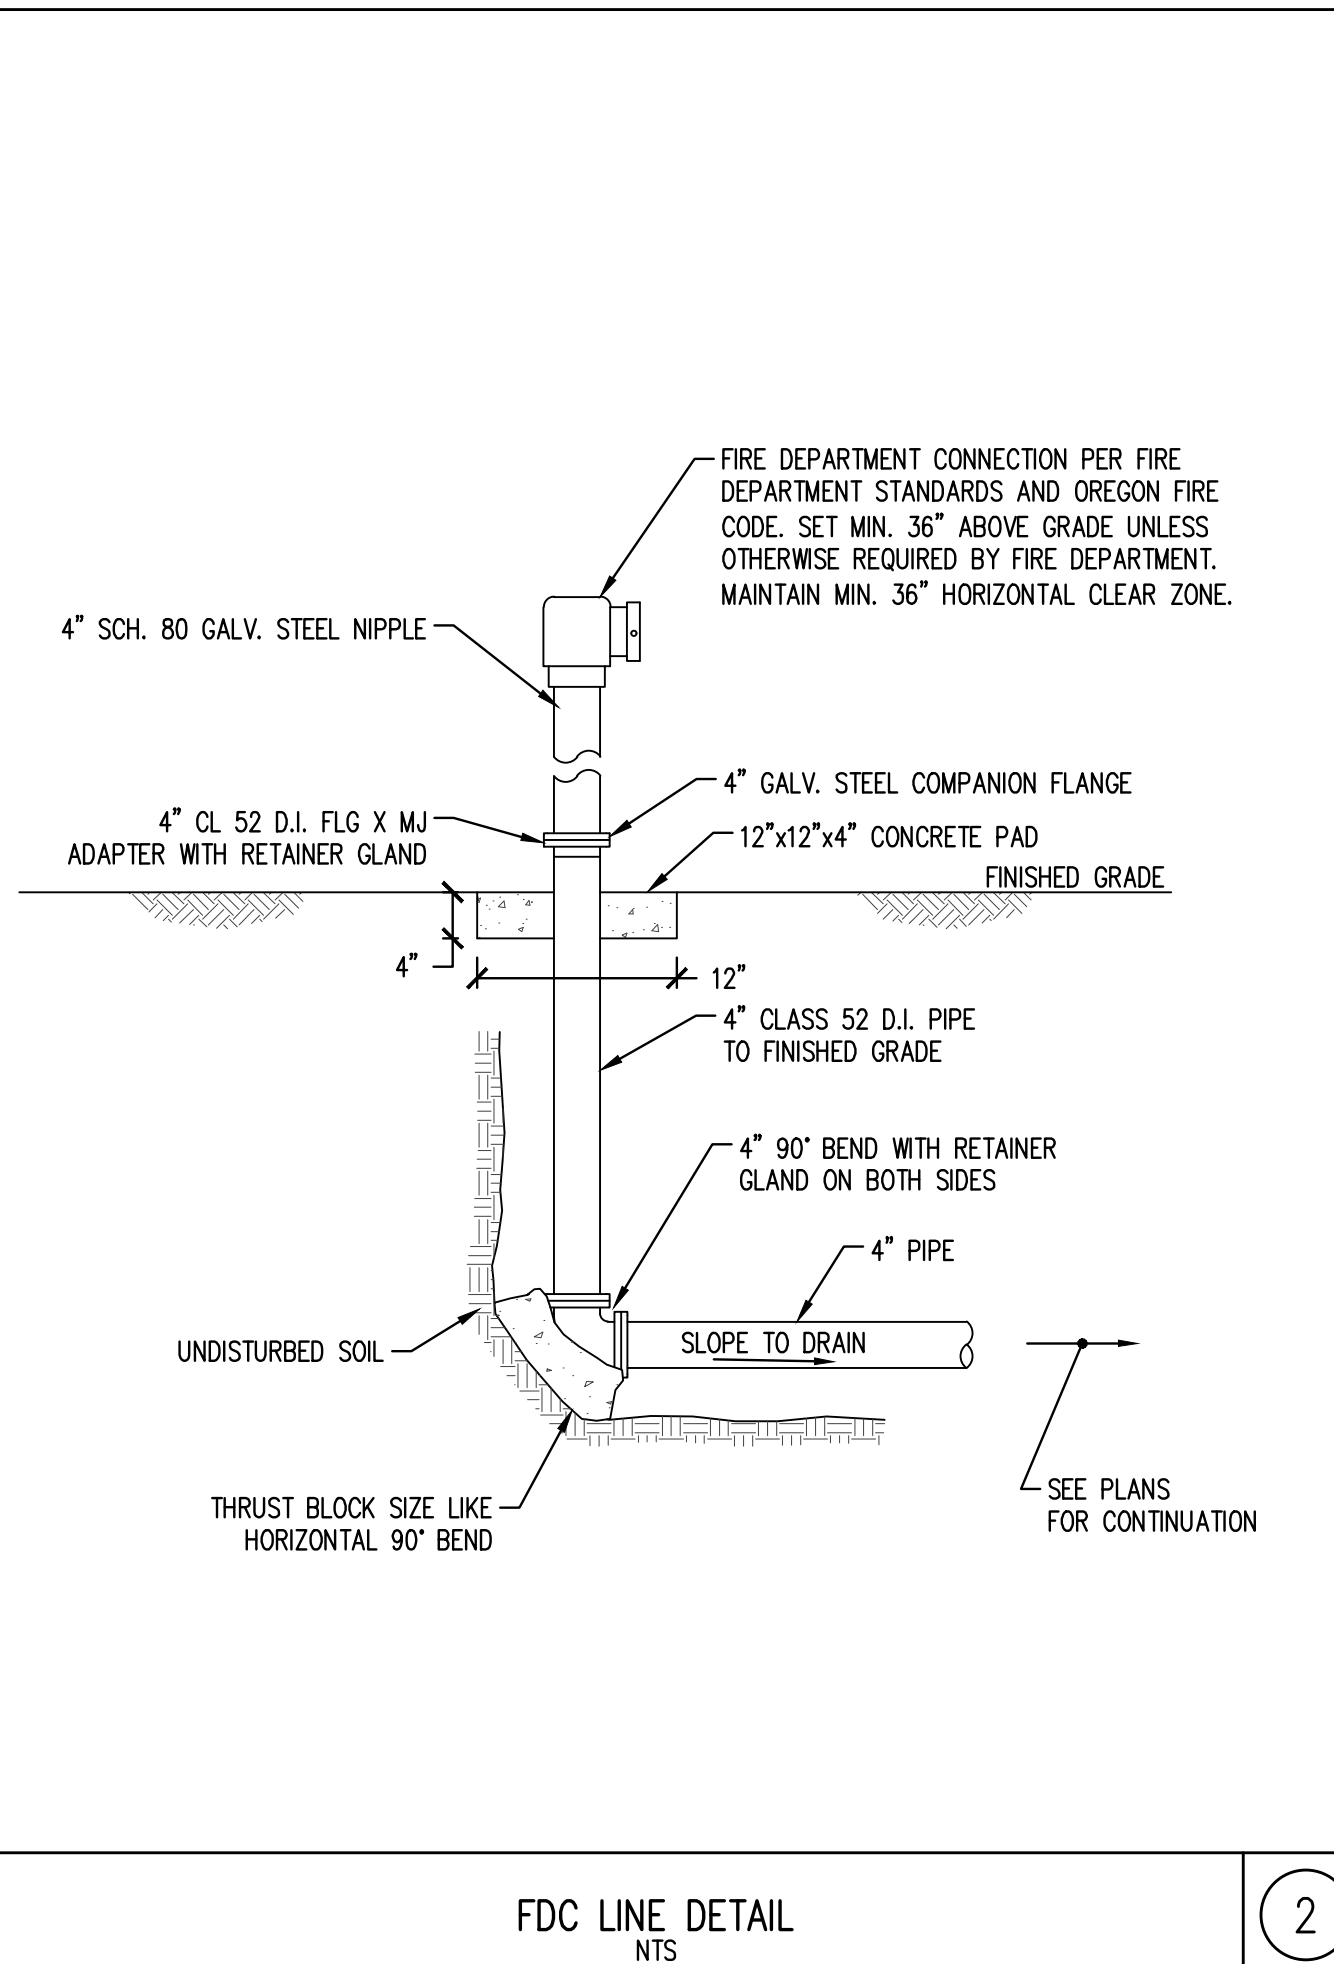 FIRE DEPARTMENT CONNECTION PER FIRE
DEPARTMENT STANDARDS AND OREGON FIRE
CODE. SET MIN. 36" ABOVE GRADE UNLESS
OTHERWISE REQUIRED BY FIRE DEPARTMENT.
MAINTAIN MIN. 36" HORIZONTAL CLEAR ZONE.
4" SCH. 80 GALV. STEEL NIPPLE
4" GALV. STEEL COMPANION FLANGE
4" CL 52 D.I. FLG X MJ
ADAPTER WITH RETAINER GLAND
12"x12"x4" CONCRETE PAD
FINISHED GRADE
4"
12"
4" CLASS 52 D.I. PIPE
TO FINISHED GRADE
4" 90° BEND WITH RETAINER
GLAND ON BOTH SIDES
4" PIPE
SLOPE TO DRAIN
UNDISTURBED SOIL
SEE PLANS
FOR CONTINUATION
THRUST BLOCK SIZE LIKE
HORIZONTAL 90° BEND
FDC LINE DETAIL
NTS
2